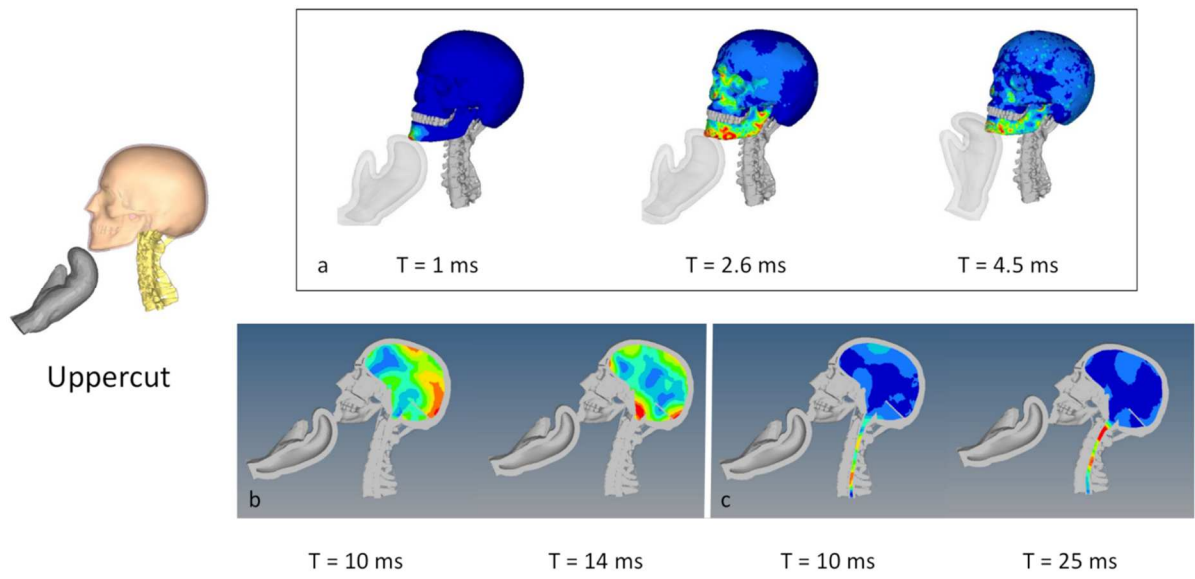 a
T = 1 ms
T = 2.6 ms
T = 4.5 ms
Uppercut
b
c
T = 10 ms
T = 14 ms
T = 10 ms
T = 25 ms